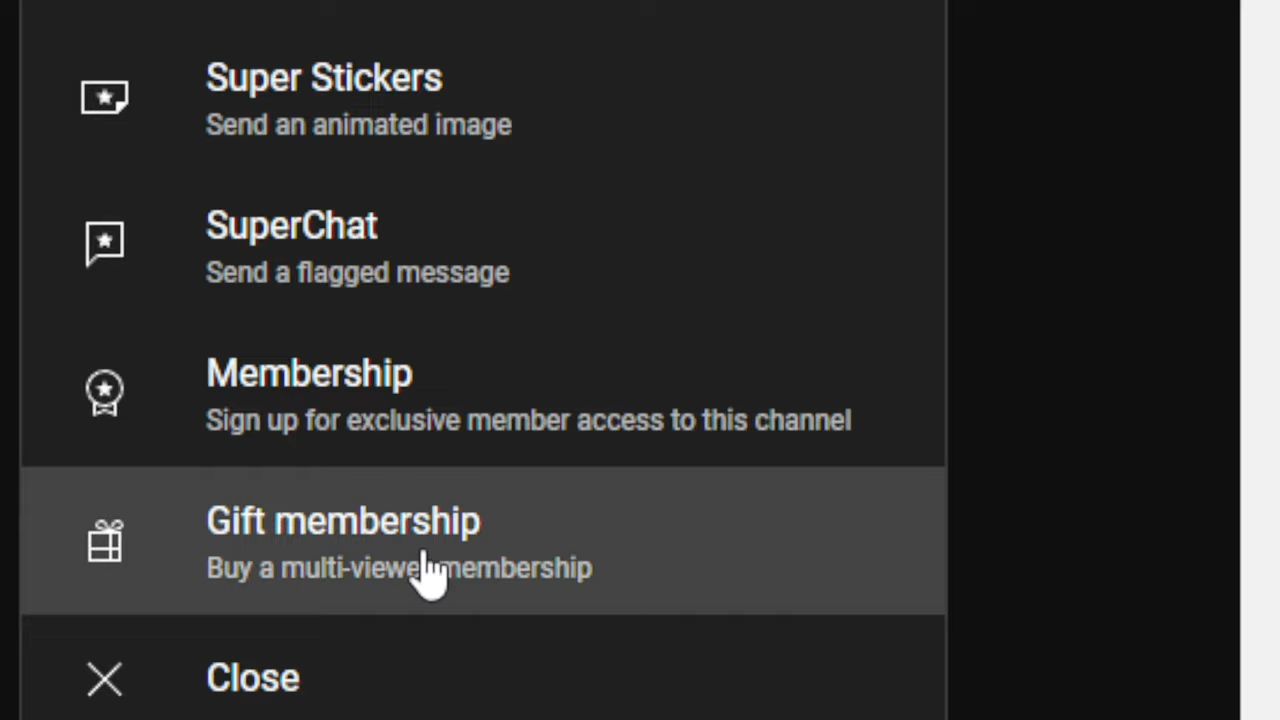 Super Stickers
Send an animated image
SuperChat
Send a flagged message
Membership
Sign up for exclusive member access to this channel
Gift membership
Buy a multi-viewer membership
Close